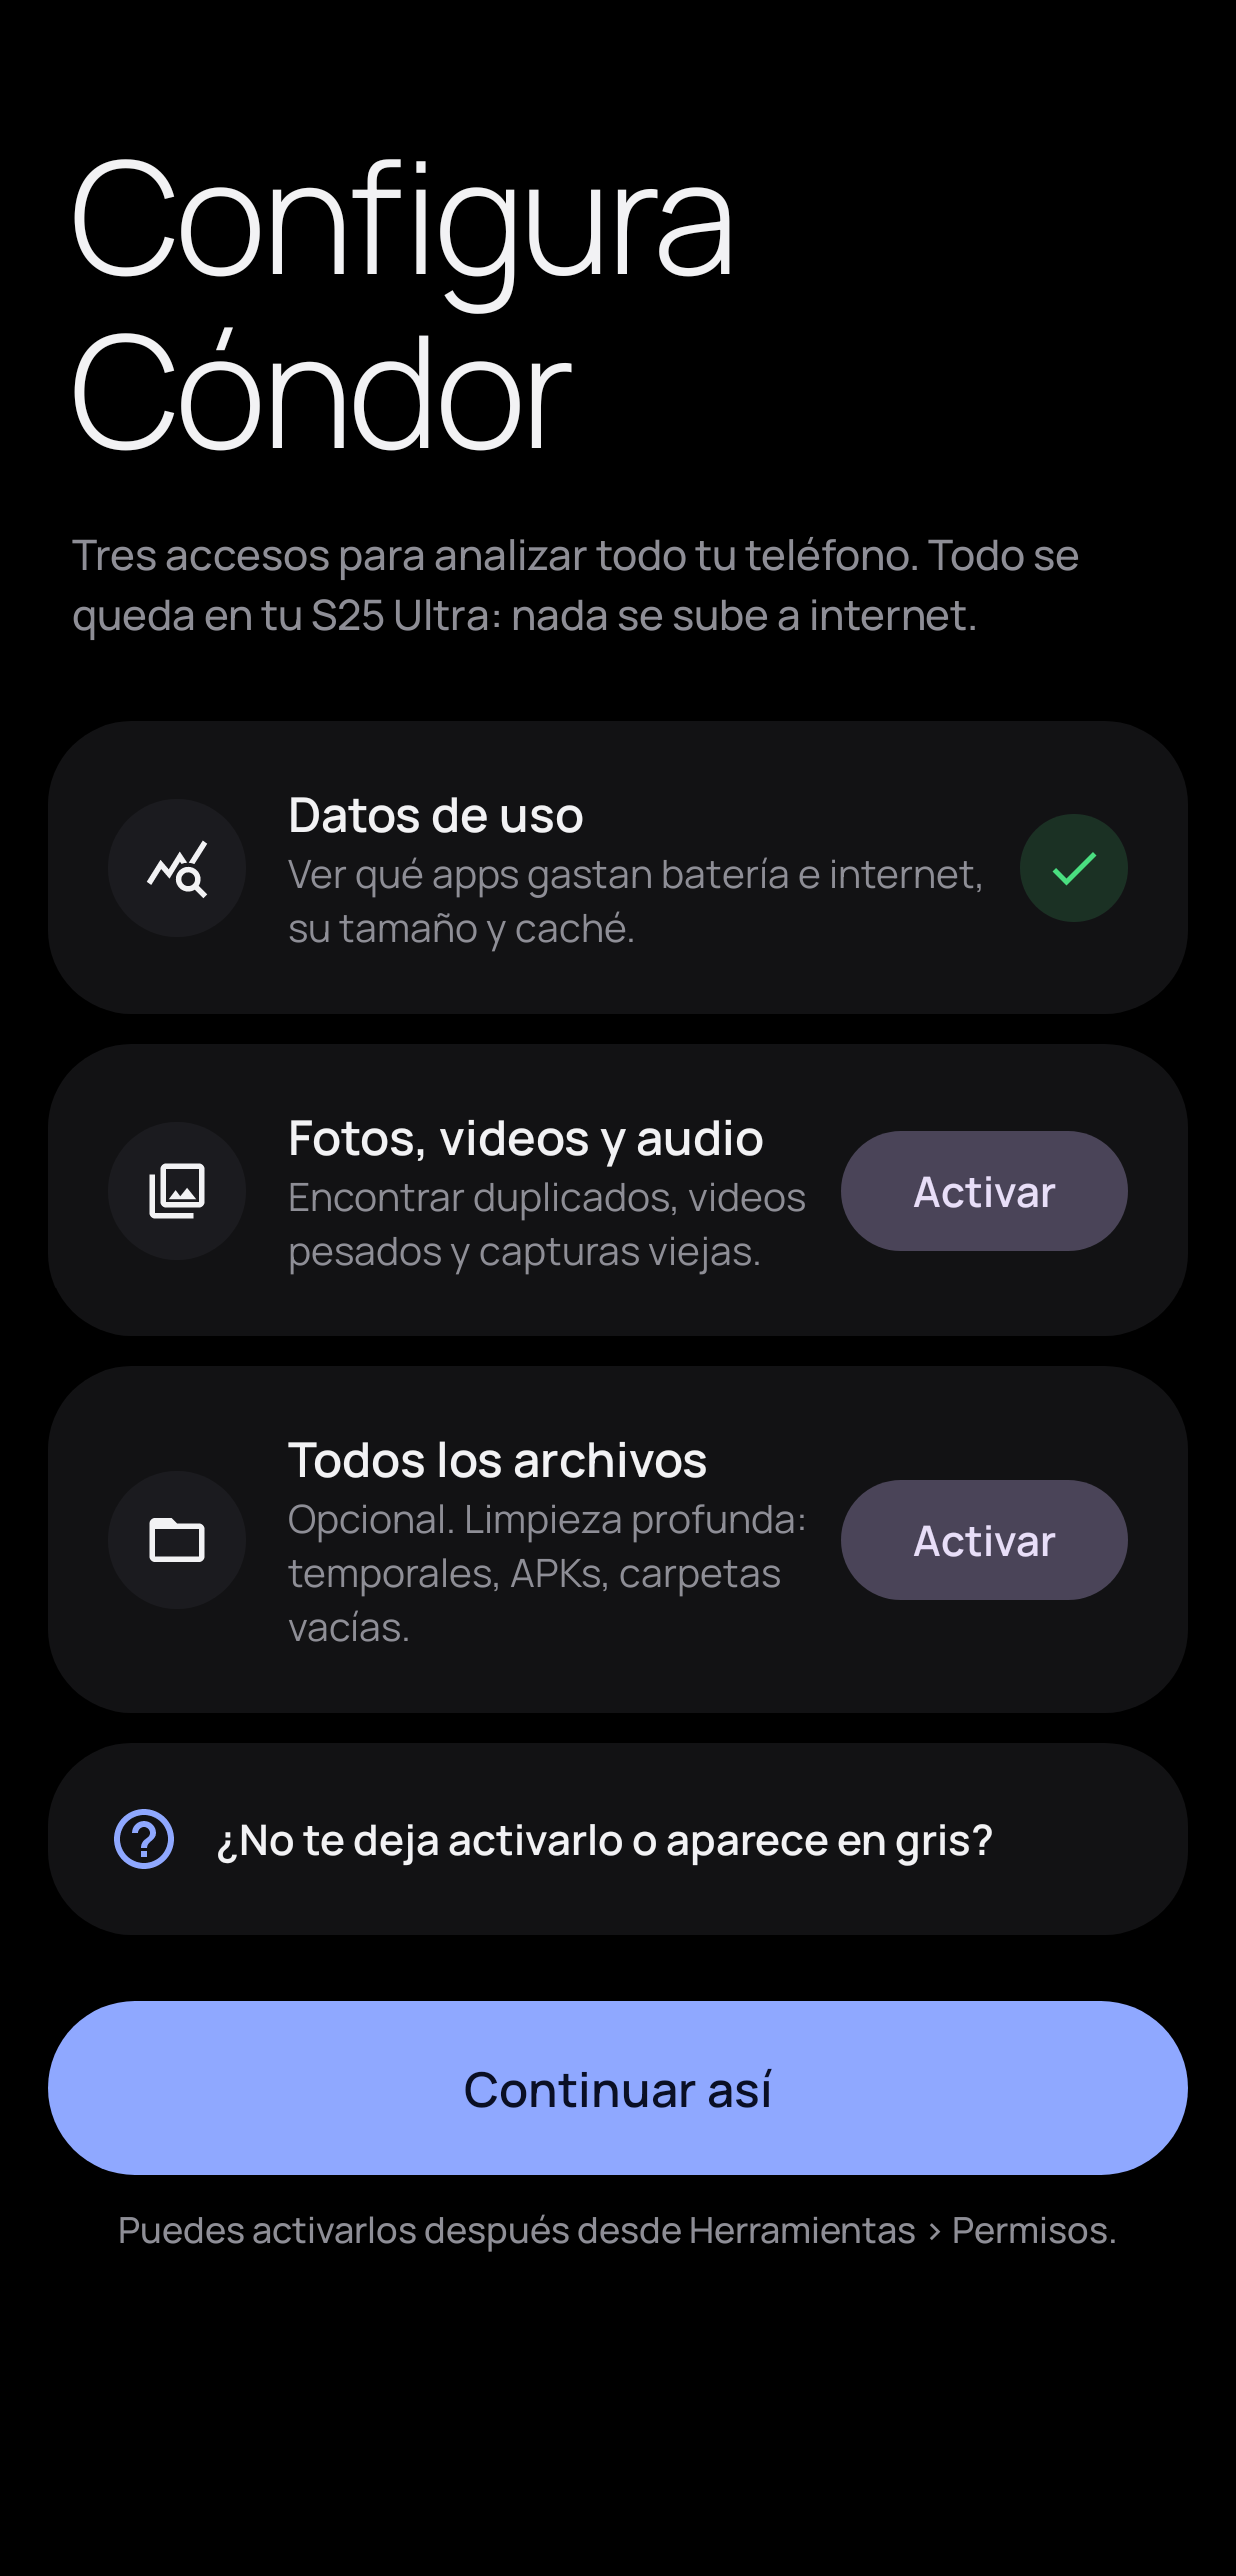 Configura
Cóndor
Tres accesos para analizar todo tu teléfono. Todo se
queda en tu S25 Ultra: nada se sube a internet.
Datos de uso
Ver qué apps gastan batería e internet,
su tamaño y caché.
Fotos, videos y audio
Encontrar duplicados, videos
pesados y capturas viejas.
Activar
Todos los archivos
Opcional. Limpieza profunda:
temporales, APKs, carpetas
vacías.
Activar
¿No te deja activarlo o aparece en gris?
Continuar así
Puedes activarlos después desde Herramientas > Permisos.